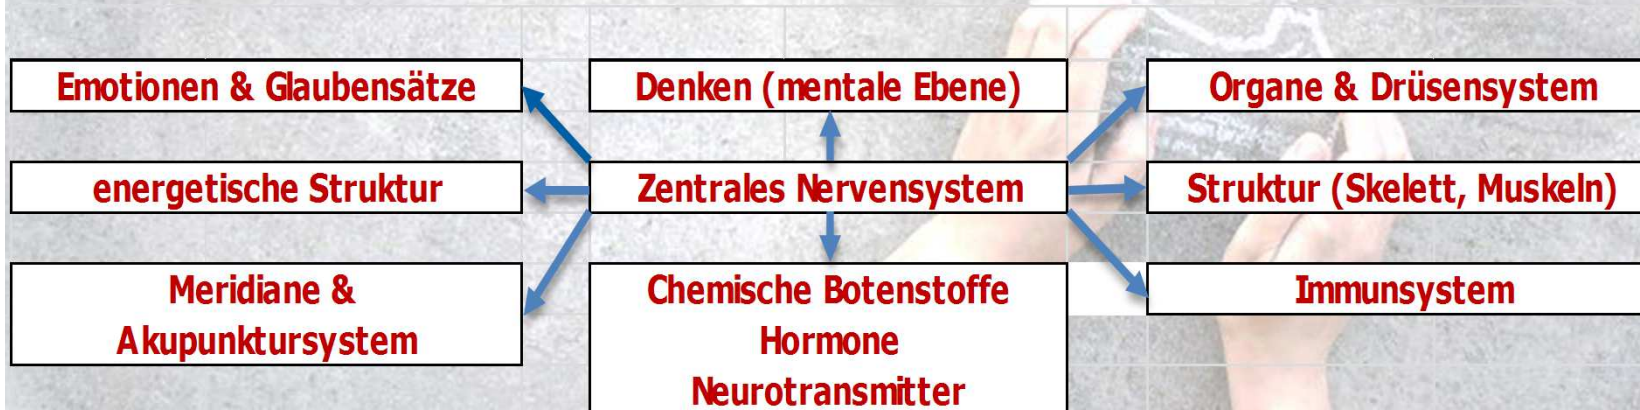 Emotionen & Glaubensätze
Denken (mentale Ebene)
Organe & Drüsensystem
energetische Struktur
Zentrales Nervensystem
Struktur (Skelett, Muskeln)
Meridiane &
Akupunktursystem
Chemische Botenstoffe
Hormone
Neurotransmitter
Immunsystem